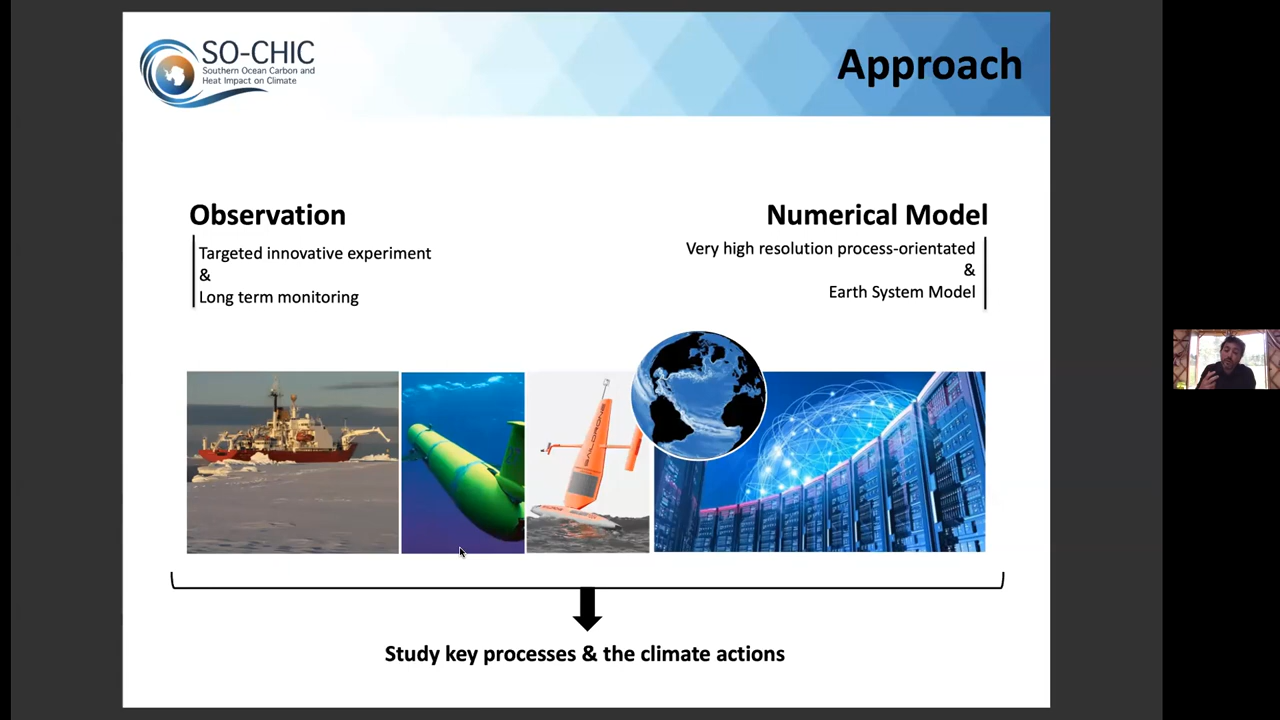 SO-CHIC
Southern Ocean Carbon and
Heat Impact on Climate
Approach
Observation
Targeted innovative experiment
&
Long term monitoring
Numerical Model
Very high resolution process-orientated
&
Earth System Model
SAILDRONE
Study key processes & the climate actions